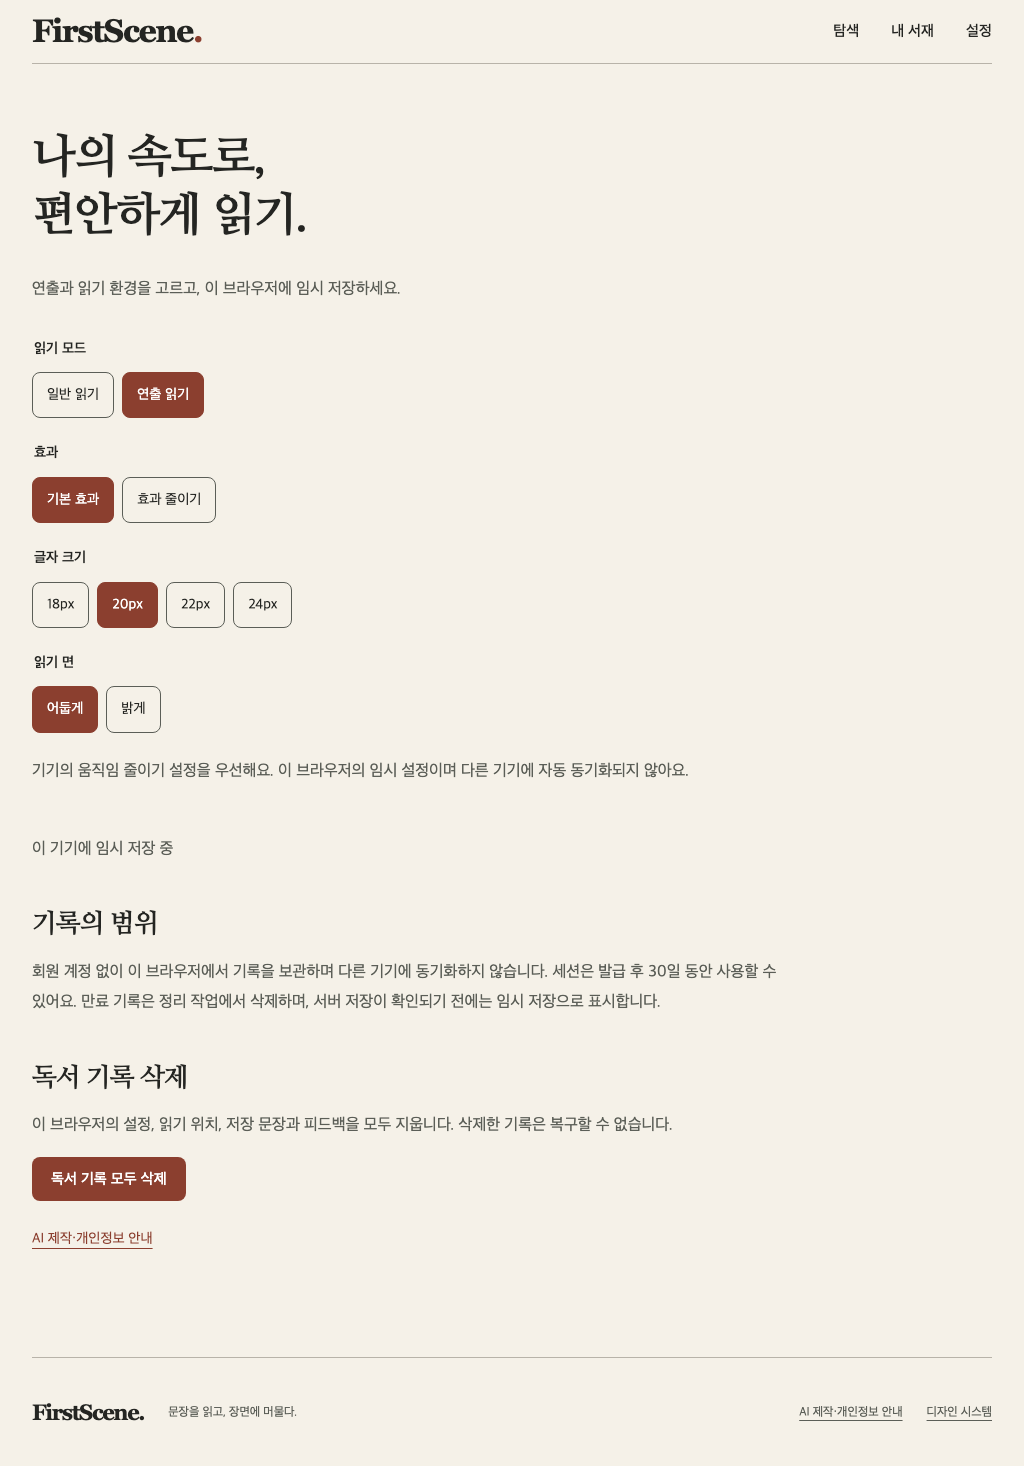 FirstScene.
탐색
내 서재
설정
나의 속도로,
편안하게 읽기.
연출과 읽기 환경을 고르고, 이 브라우저에 임시 저장하세요.
읽기 모드
일반 읽기
연출 읽기
효과
기본 효과
효과 줄이기
글자 크기
18px
20px
22px
24px
읽기 면
어둡게
밝게
기기의 움직임 줄이기 설정을 우선해요. 이 브라우저의 임시 설정이며 다른 기기에 자동 동기화되지 않아요.
이 기기에 임시 저장 중
기록의 범위
회원 계정 없이 이 브라우저에서 기록을 보관하며 다른 기기에 동기화하지 않습니다. 세션은 발급 후 30일 동안 사용할 수
있어요. 만료 기록은 정리 작업에서 삭제하며, 서버 저장이 확인되기 전에는 임시 저장으로 표시합니다.
독서 기록 삭제
이 브라우저의 설정, 읽기 위치, 저장 문장과 피드백을 모두 지웁니다. 삭제한 기록은 복구할 수 없습니다.
독서 기록 모두 삭제
AI 제작·개인정보 안내
FirstScene.
문장을 읽고, 장면에 머물다.
AI 제작·개인정보 안내
디자인 시스템